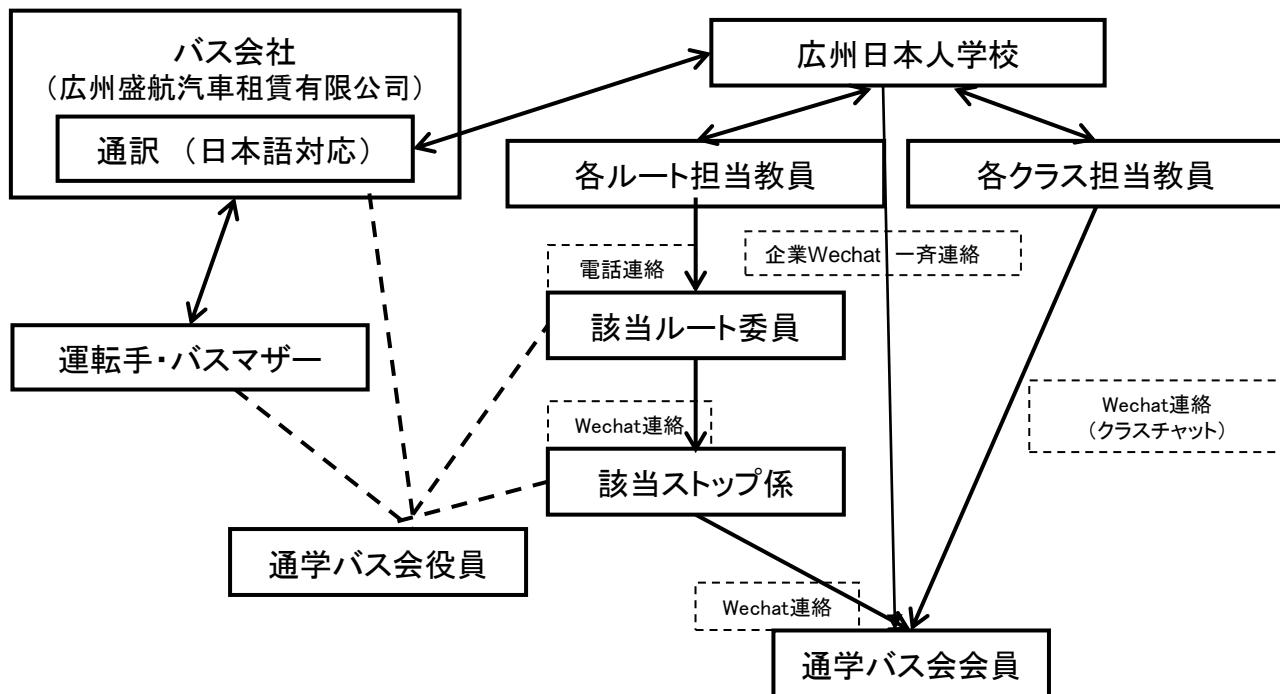 バス会社
（広州盛航汽車租賃有限公司）
通訳 （日本語対応）
広州日本人学校
各ルート担当教員
各クラス担当教員
電話連絡
企業Wechat 一斉連絡
該当ルート委員
運転手・バスマザー
Wechat連絡
（クラスチャット）
Wechat連絡
該当ストップ係
通学バス会役員
Wechat連絡
通学バス会会員